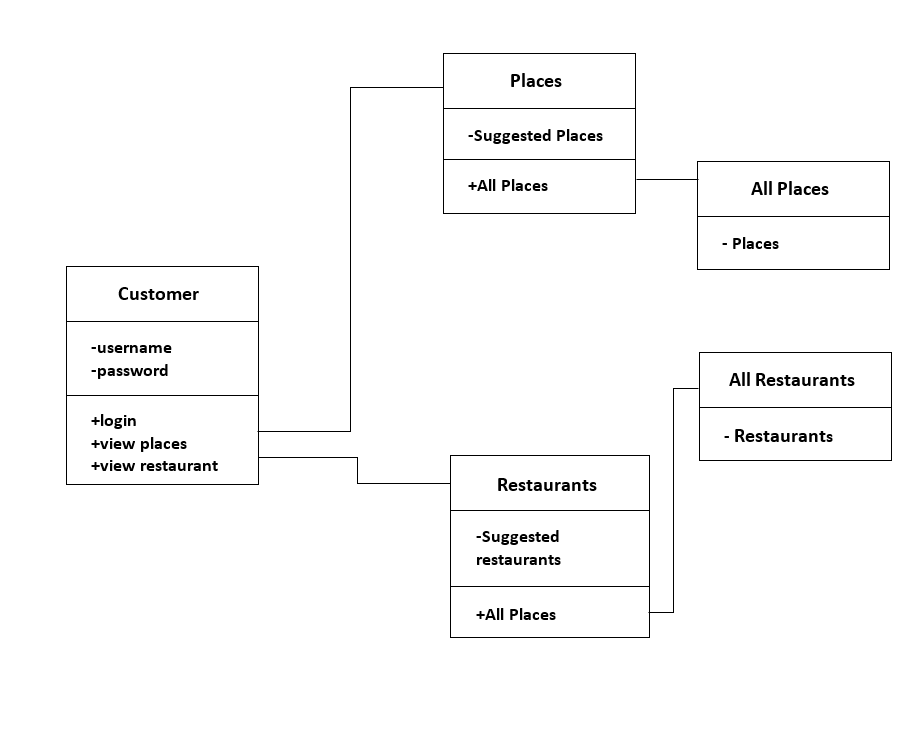 Places
-Suggested Places
+All Places
All Places
- Places
Customer
-username
-password
+login
+view places
+view restaurant
All Restaurants
- Restaurants
Restaurants
-Suggested
restaurants
+All Places